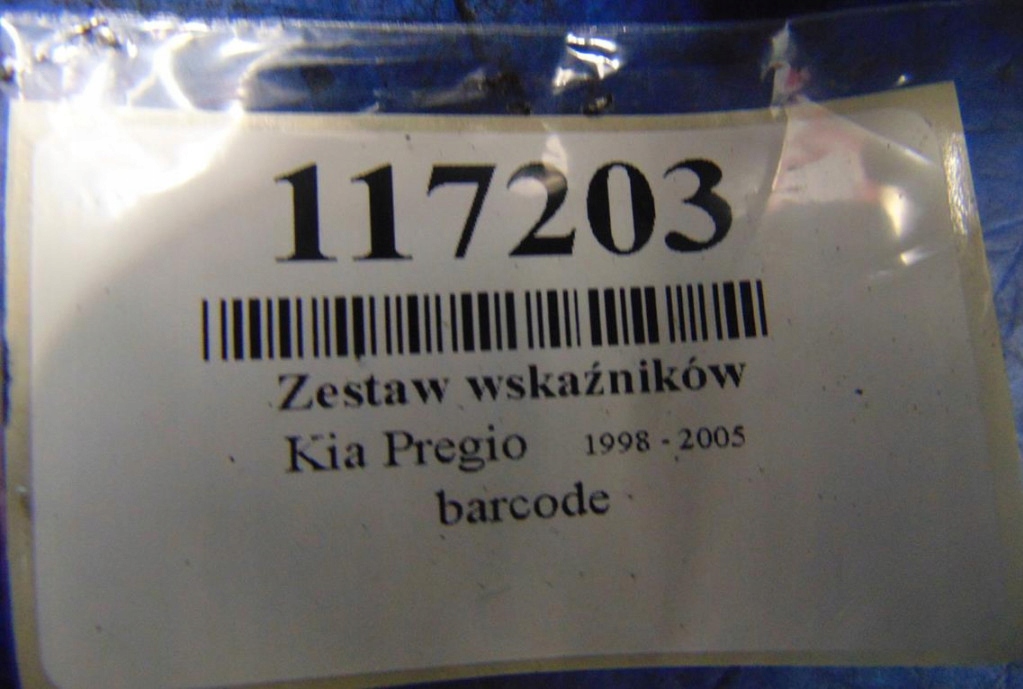 117203
Zestaw wskaźników
Kia Pregio 1998 - 2005
barcode